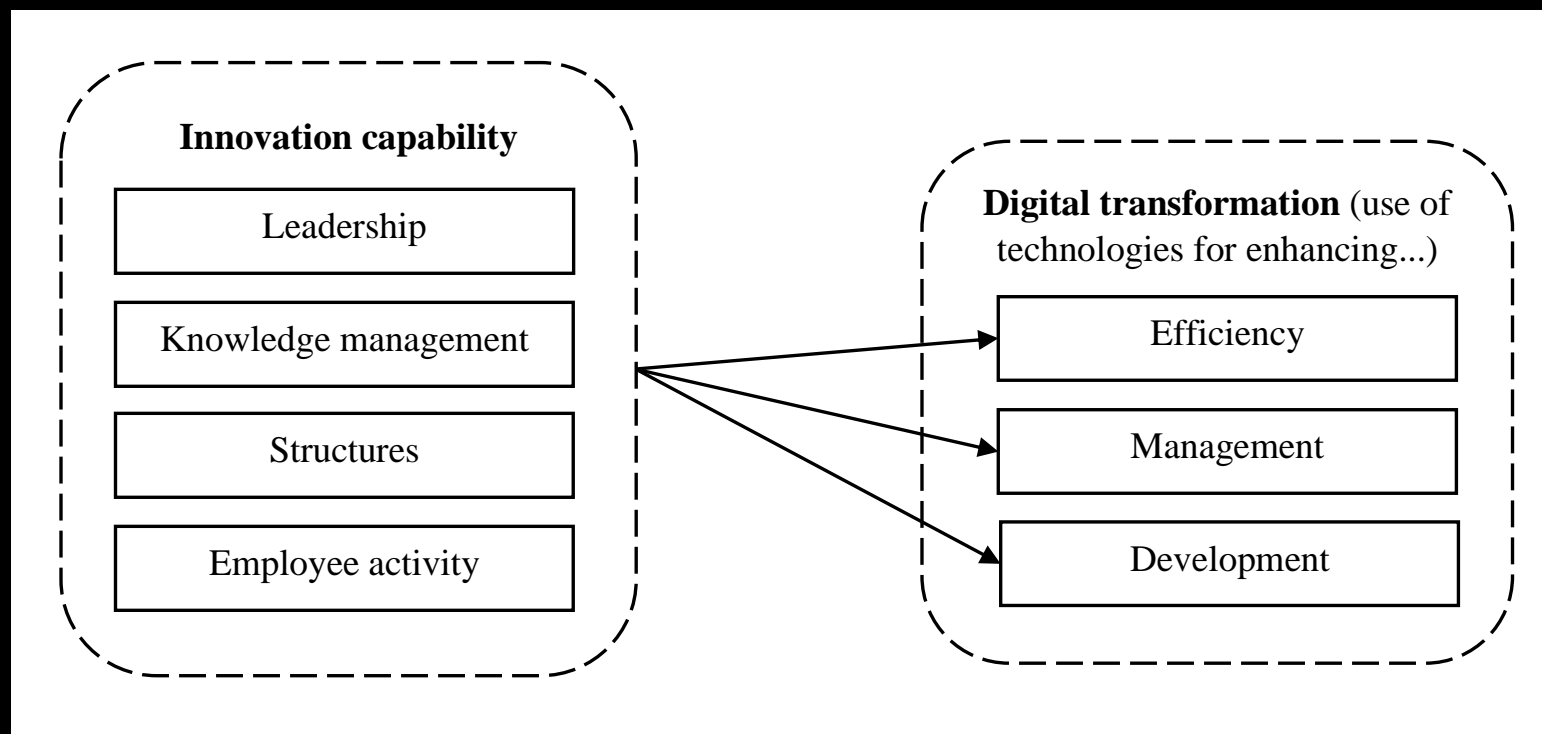 Innovation capability
Leadership
Knowledge management
Structures
Employee activity
Digital transformation (use of
technologies for enhancing...)
Efficiency
Management
Development